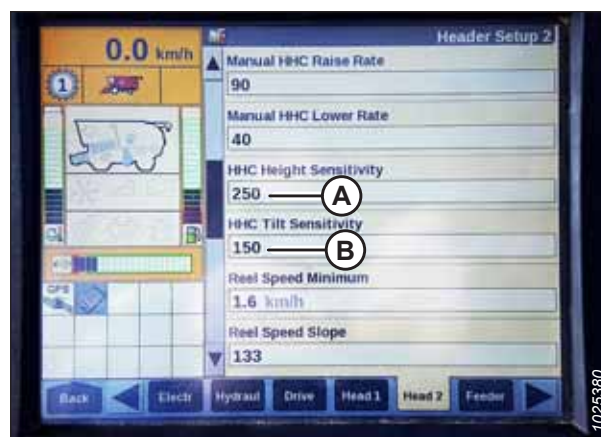 0.0 km/h
Header Setup 2
1
Manual HHC Raise Rate
90
Manual HHC Lower Rate
40
HHC Height Sensitivity
250
A
HHC Tilt Sensitivity
150
B
Reel Speed Minimum
1.6 km/h
Reel Speed Slope
133
GPS
Back
Electr
Hydraul
Drive
Head 1
Head 2
Feeder
1025380